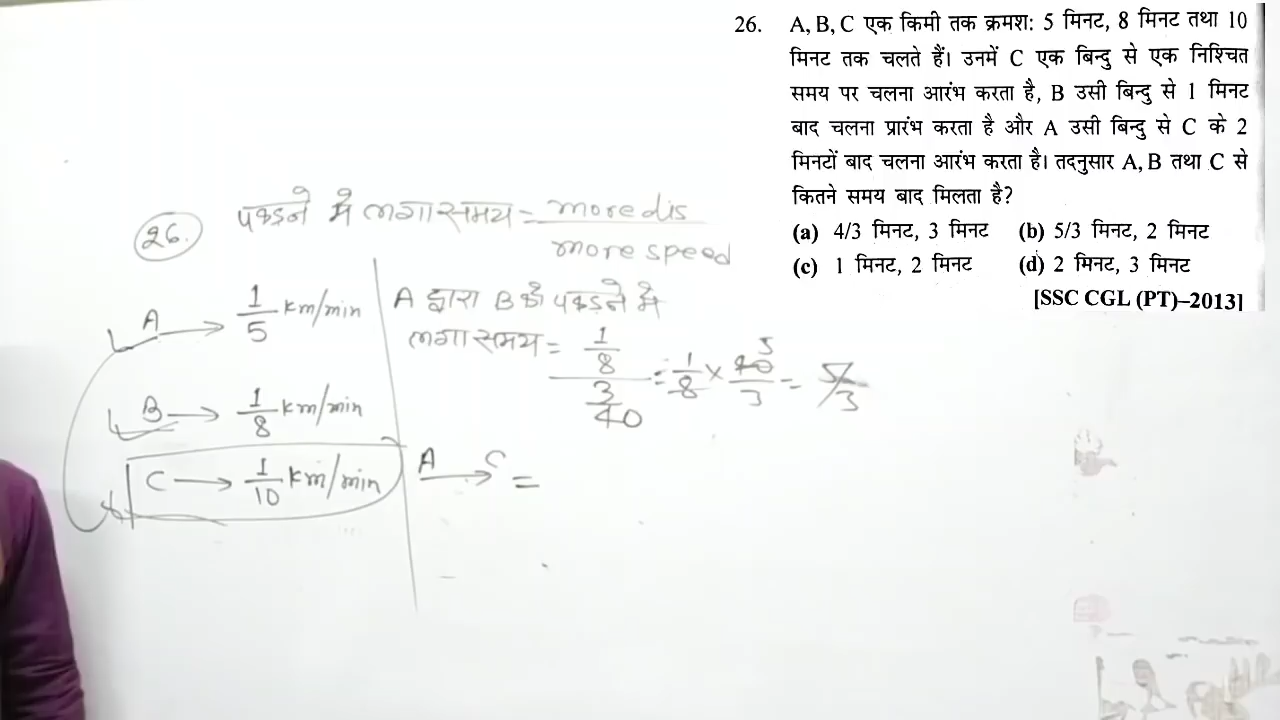 26. A, B, C एक किमी तक क्रमश: 5 मिनट, 8 मिनट तथा 10
मिनट तक चलते हैं। उनमें C एक बिन्दु से एक निश्चित
समय पर चलना आरंभ करता है, B उसी बिन्दु से 1 मिनट
बाद चलना प्रारंभ करता है और A उसी बिन्दु से C के 2
मिनटों बाद चलना आरंभ करता है। तदनुसार A, B तथा C से
कितने समय बाद मिलता है?
(a) 4/3 मिनट, 3 मिनट (b) 5/3 मिनट, 2 मिनट
(c) 1 मिनट, 2 मिनट (d) 2 मिनट, 3 मिनट
[SSC CGL (PT)–2013]
26. पकड़ने में लगा समय = more dis / more speed
A → 1/5 km/min
B → 1/8 km/min
C → 1/10 km/min
A द्वारा B को पकड़ने में
लगा समय = 1/8 / 3/40 = 1/8 × 40 5/3 = 5/3
A → C =